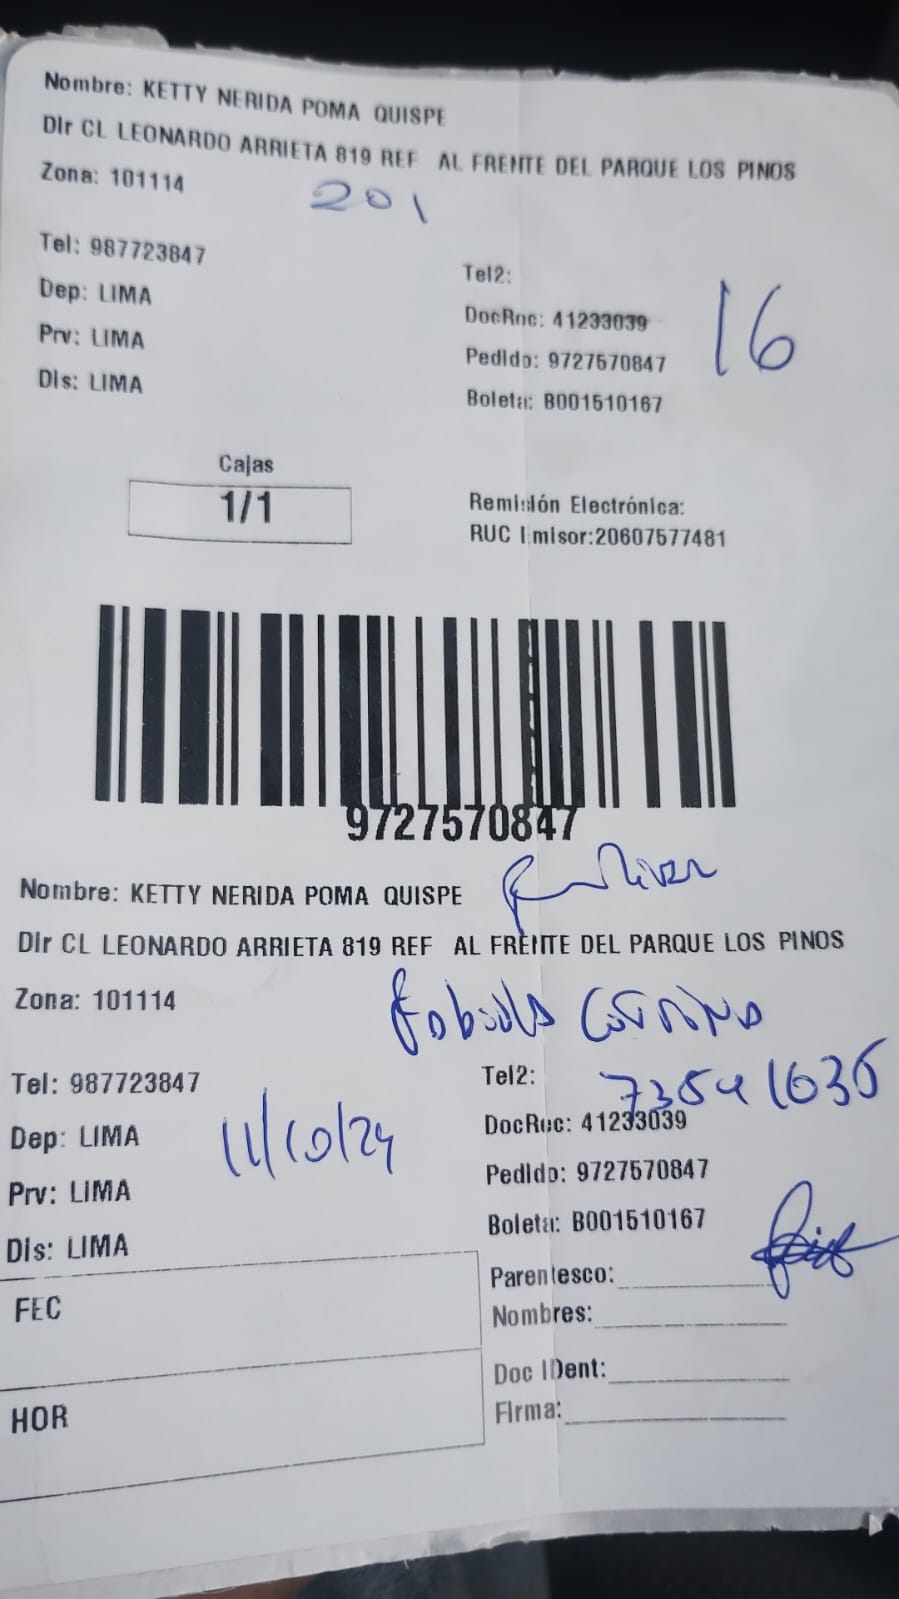 Nombre: KETTY NERIDA POMA QUISPE
Dir CL LEONARDO ARRIETA 819 REF AL FRENTE DEL PARQUE LOS PINOS
Zona: 101114
201
Tel: 987723847
Tel2:
Dep: LIMA
DocRec: 41233039
16
Prv: LIMA
Pedido: 9727570847
Dis: LIMA
Boleta: B001510167
Cajas
1/1
Remisión Electrónica:
RUC Emisor:20607577481
9727570847
Nombre: KETTY NERIDA POMA QUISPE
Dir CL LEONARDO ARRIETA 819 REF AL FRENTE DEL PARQUE LOS PINOS
Zona: 101114
Tel: 987723847
Tel2:
73541635
Dep: LIMA
11/10/24
DocRec: 41233039
Prv: LIMA
Pedido: 9727570847
Dis: LIMA
Boleta: B001510167
FEC
Parentesco:
Nombres:
HOR
Doc IDent:
Firma: